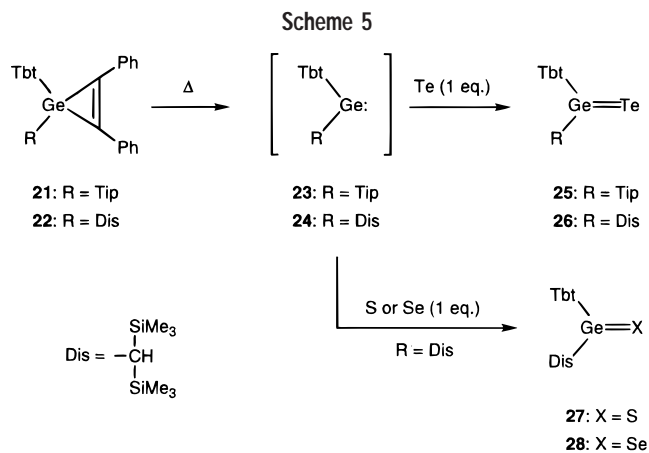 Scheme 5
Tbt
Ge
R
Ph
Ph
Δ
Tbt
Ge:
R
Te (1 eq.)
Tbt
Ge=Te
R
21: R = Tip
22: R = Dis
23: R = Tip
24: R = Dis
25: R = Tip
26: R = Dis
S or Se (1 eq.)
R = Dis
Tbt
Ge=X
Dis
27: X = S
28: X = Se
SiMe3
Dis = –CH
SiMe3